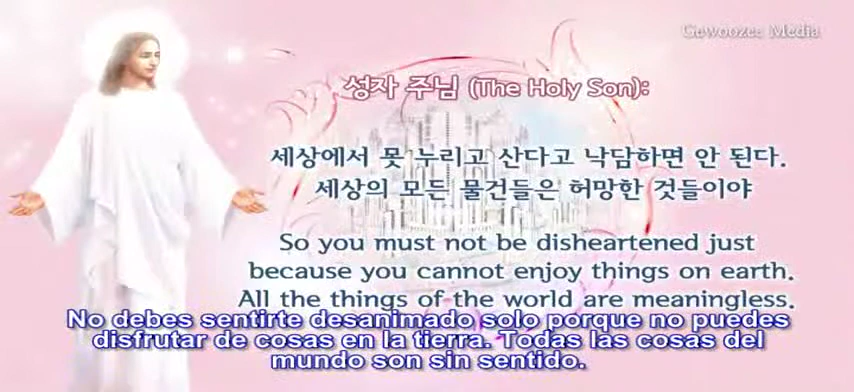 Gewoozee Media
성자 주님 (The Holy Son):
세상에서 못 누리고 산다고 낙담하면 안 된다.
세상의 모든 물건들은 허망한 것들이야
So you must not be disheartened just
because you cannot enjoy things on earth.
All the things of the world are meaningless.
No debes sentirte desanimado solo porque no puedes
disfrutar de cosas en la tierra. Todas las cosas del
mundo son sin sentido.